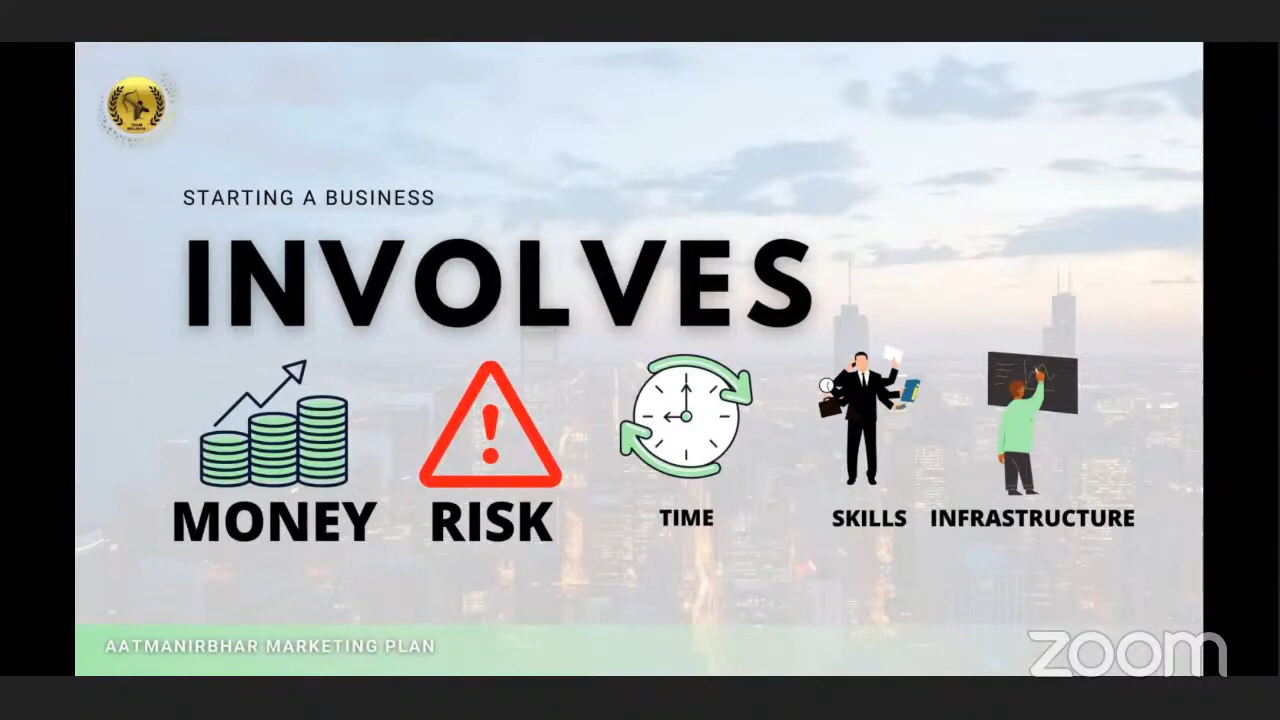 STARTING A BUSINESS
INVOLVES
MONEY RISK TIME SKILLS INFRASTRUCTURE
AATMANIRBHAR MARKETING PLAN
zoom